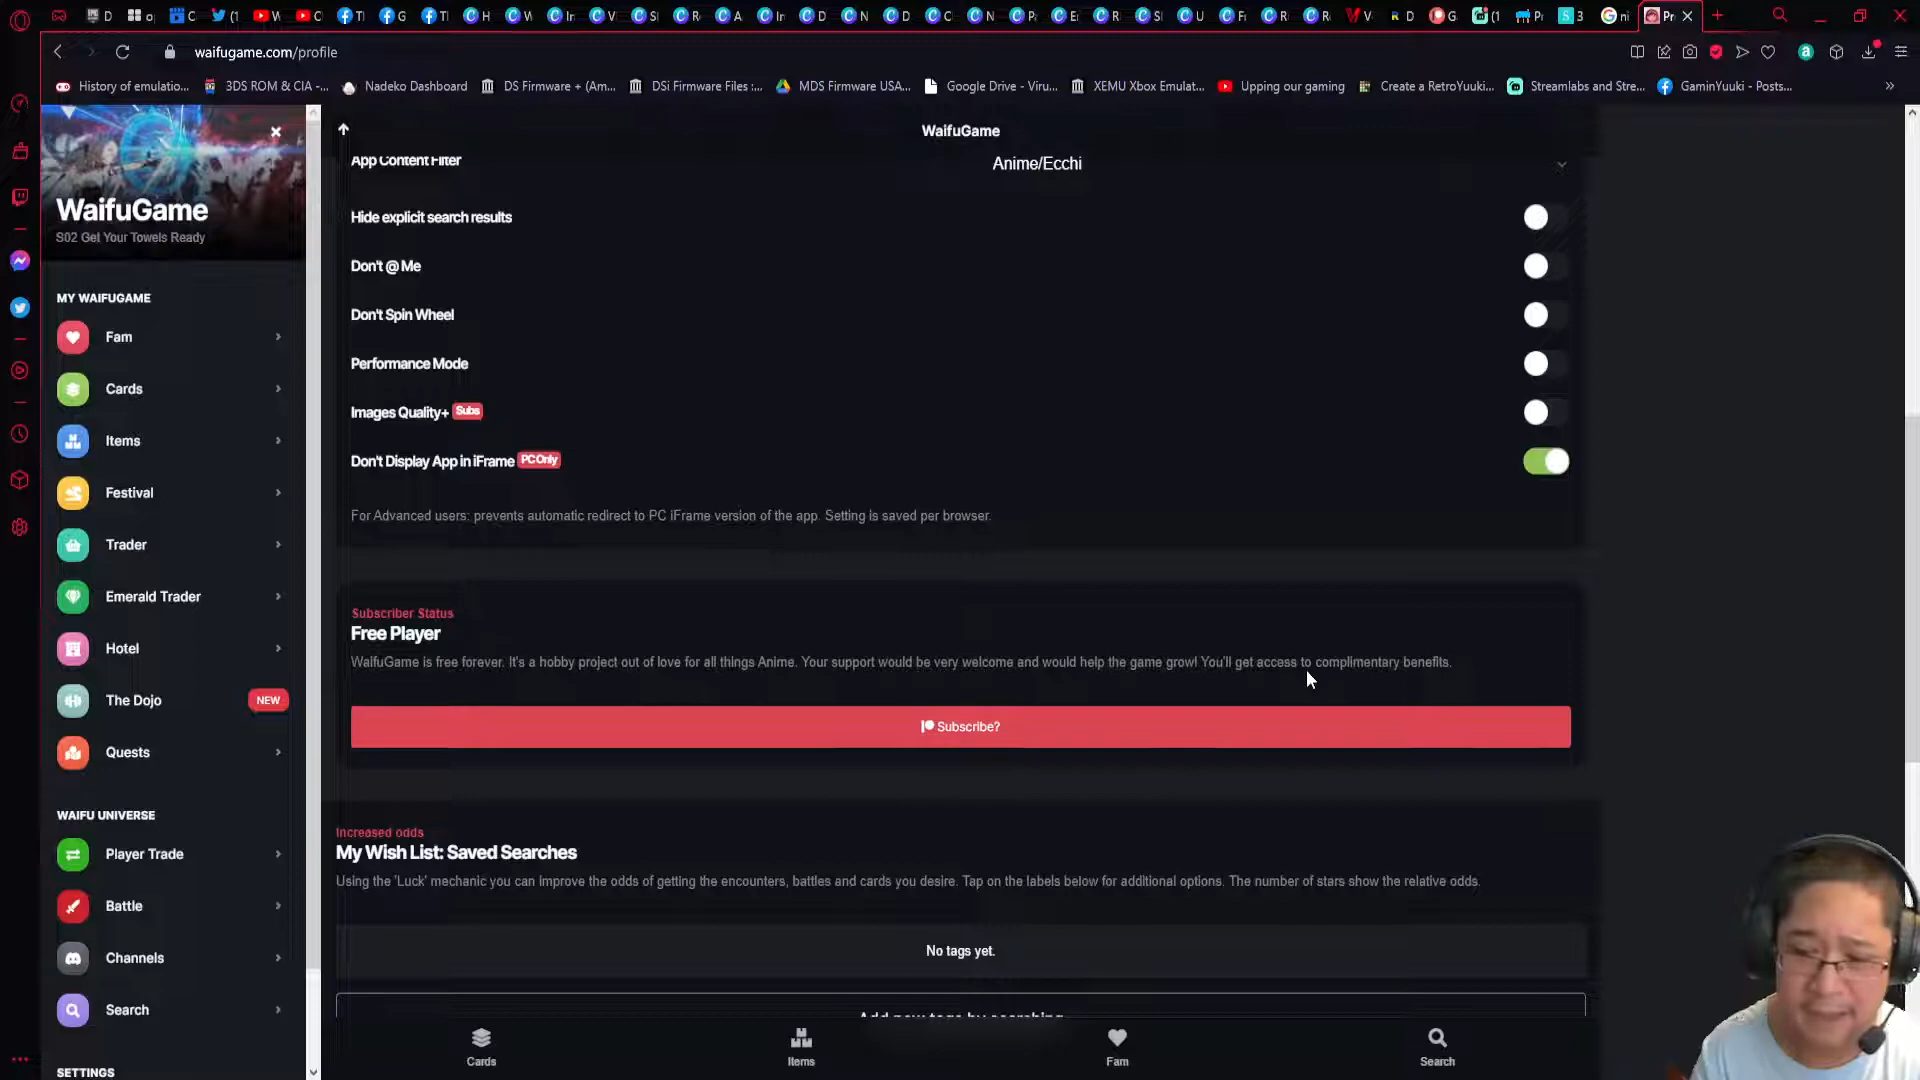 waifugame.com/profile
History of emulatio...
3DS ROM & CIA -...
Nadeko Dashboard
DS Firmware + (Am...
DSi Firmware Files :...
MDS Firmware USA...
Google Drive - Viru...
XEMU Xbox Emulat...
Upping our gaming
Create a RetroYuuki...
Streamlabs and Stre...
GaminYuuki - Posts...
WaifuGame
S02 Get Your Towels Ready
MY WAIFUGAME
Fam
Cards
Items
Festival
Trader
Emerald Trader
Hotel
The Dojo NEW
Quests
WAIFU UNIVERSE
Player Trade
Battle
Channels
Search
SETTINGS
WaifuGame
App Content Filter Anime/Ecchi
Hide explicit search results
Don't @ Me
Don't Spin Wheel
Performance Mode
Images Quality+ Subs
Don't Display App in iFrame PC Only
For Advanced users: prevents automatic redirect to PC iFrame version of the app. Setting is saved per browser.
Subscriber Status
Free Player
WaifuGame is free forever. It's a hobby project out of love for all things Anime. Your support would be very welcome and would help the game grow! You'll get access to complimentary benefits.
Subscribe?
Increased odds
My Wish List: Saved Searches
Using the 'Luck' mechanic you can improve the odds of getting the encounters, battles and cards you desire. Tap on the labels below for additional options. The number of stars show the relative odds.
No tags yet.
Add new tags by searching
Cards Items Fam Search